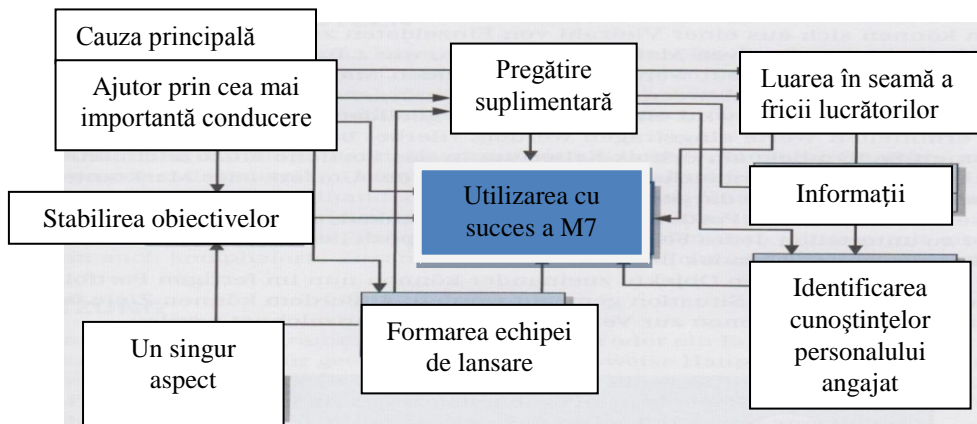 Cauza principală
Ajutor prin cea mai
importantă conducere
Pregătire
suplimentară
Luarea în seamă a
fricii lucrătorilor
Stabilirea obiectivelor
Utilizarea cu
succes a M7
Informații
Un singur
aspect
Formarea echipei
de lansare
Identificarea
cunoştinţelor
personalului
angajat